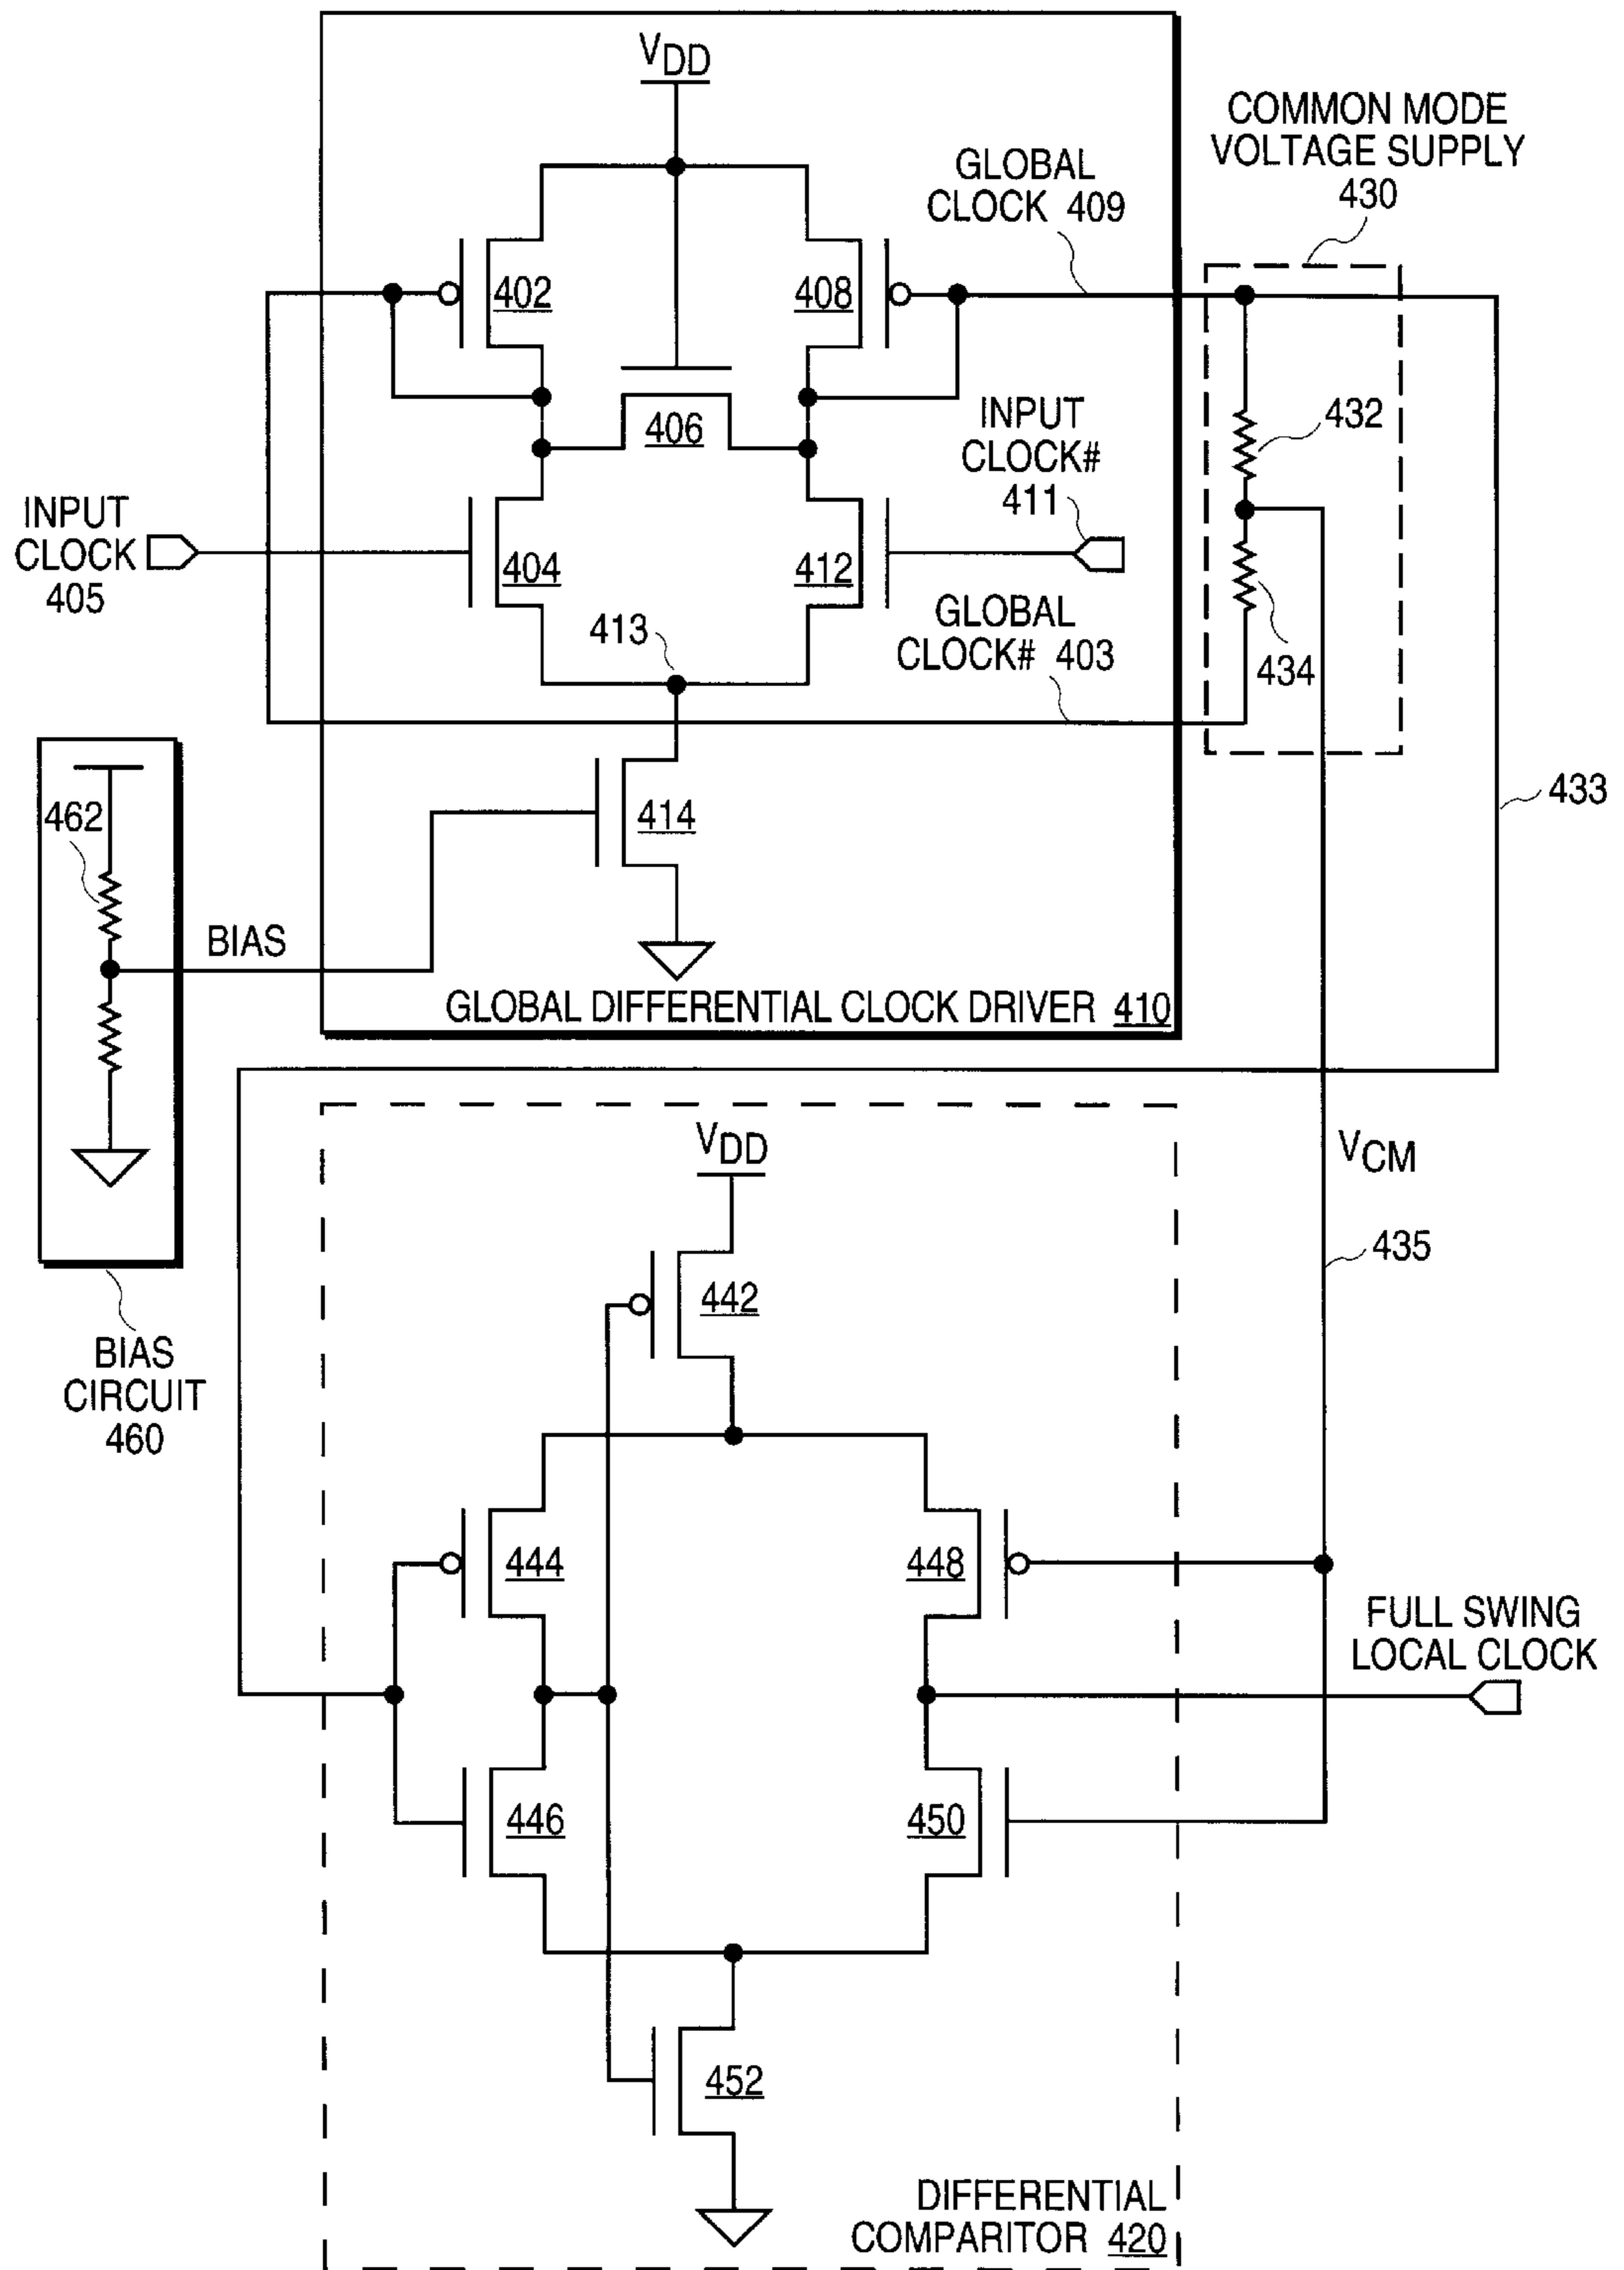 VDD
COMMON MODE
VOLTAGE SUPPLY
430
GLOBAL
CLOCK 409
402
408
406
INPUT
CLOCK#
411
432
INPUT
CLOCK
405
404
412
413
GLOBAL
CLOCK# 403
434
433
462
414
BIAS
GLOBAL DIFFERENTIAL CLOCK DRIVER 410
VDD
VCM
435
442
BIAS
CIRCUIT
460
444
448
FULL SWING
LOCAL CLOCK
446
450
452
DIFFERENTIAL
COMPARITOR 420